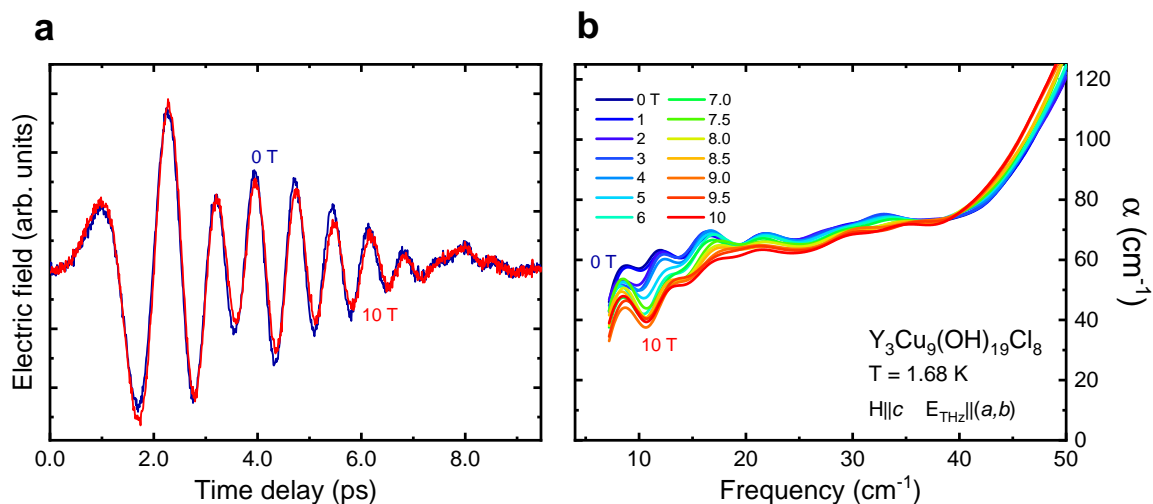 a
Electric field (arb. units)
0 T
10 T
0.0 2.0 4.0 6.0 8.0
Time delay (ps)
b
0 T 7.0
1 7.5
2 8.0
3 8.5
4 9.0
5 9.5
6 10
0 T
10 T
Y3Cu9(OH)19Cl8
T = 1.68 K
H||c ETHz||(a,b)
120
100
80
60
40
20
0
α (cm-1)
10 20 30 40 50
Frequency (cm-1)